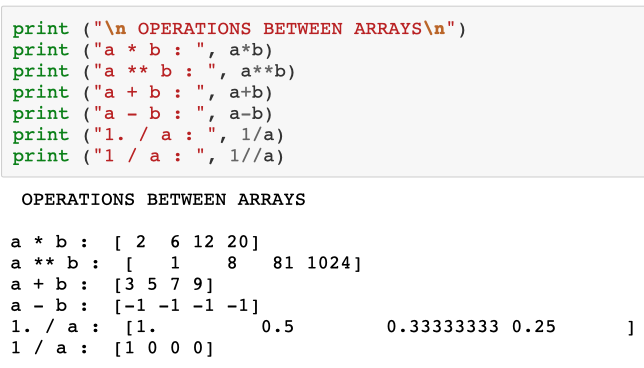 print ("\n OPERATIONS BETWEEN ARRAYS\n")
print ("a * b : ", a*b)
print ("a ** b : ", a**b)
print ("a + b : ", a+b)
print ("a - b : ", a-b)
print ("1. / a : ", 1/a)
print ("1 / a : ", 1//a)
OPERATIONS BETWEEN ARRAYS
a * b :  [ 2  6 12 20]
a ** b :  [   1    8   81 1024]
a + b :  [3 5 7 9]
a - b :  [-1 -1 -1 -1]
1. / a :  [1.         0.5        0.33333333 0.25      ]
1 / a :  [1 0 0 0]